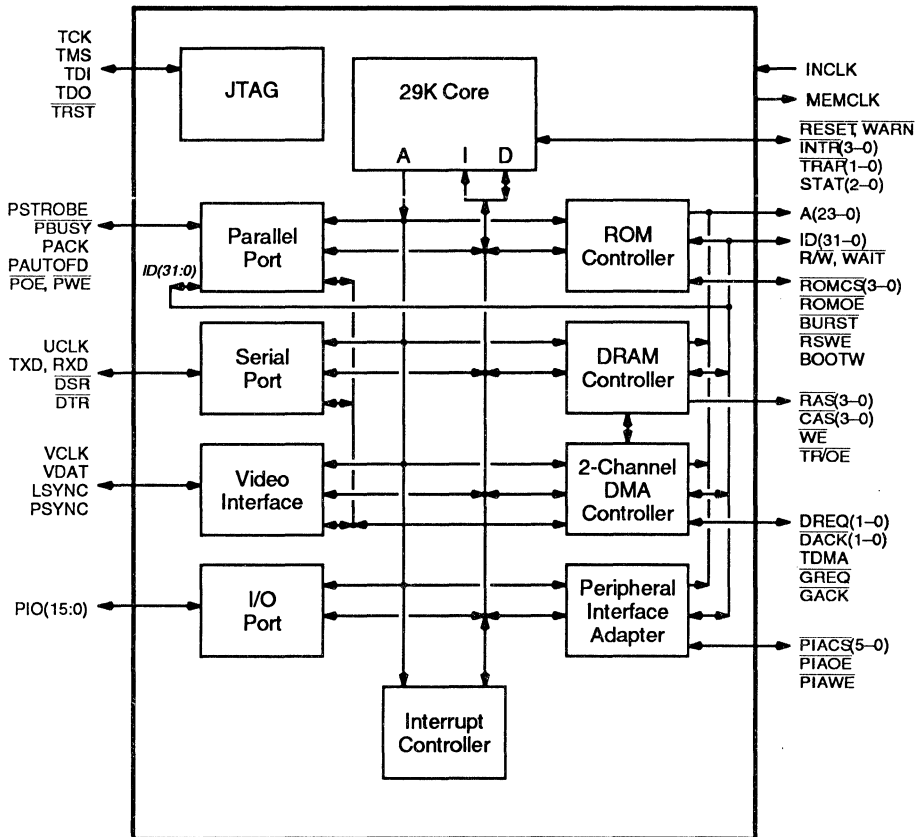 TCK
TMS
TDI
TDO
TRST
JTAG
29K Core
A I D
INCLK
MEMCLK
RESET, WARN
INTR(3–0)
TRAP(1–0)
STAT(2–0)
PSTROBE
PBUSY
PACK
PAUTOFD
POE, PWE
ID(31:0)
Parallel
Port
ROM
Controller
A(23–0)
ID(31–0)
R/W, WAIT
ROMCS(3–0)
ROMOE
BURST
RSWE
BOOTW
UCLK
TXD, RXD
DSR
DTR
Serial
Port
DRAM
Controller
RAS(3–0)
CAS(3–0)
WE
TR/OE
VCLK
VDAT
LSYNC
PSYNC
Video
Interface
2-Channel
DMA
Controller
DREQ(1–0)
DACK(1–0)
TDMA
GREQ
GACK
PIO(15:0)
I/O
Port
Peripheral
Interface
Adapter
PIACS(5–0)
PIAOE
PIAWE
Interrupt
Controller